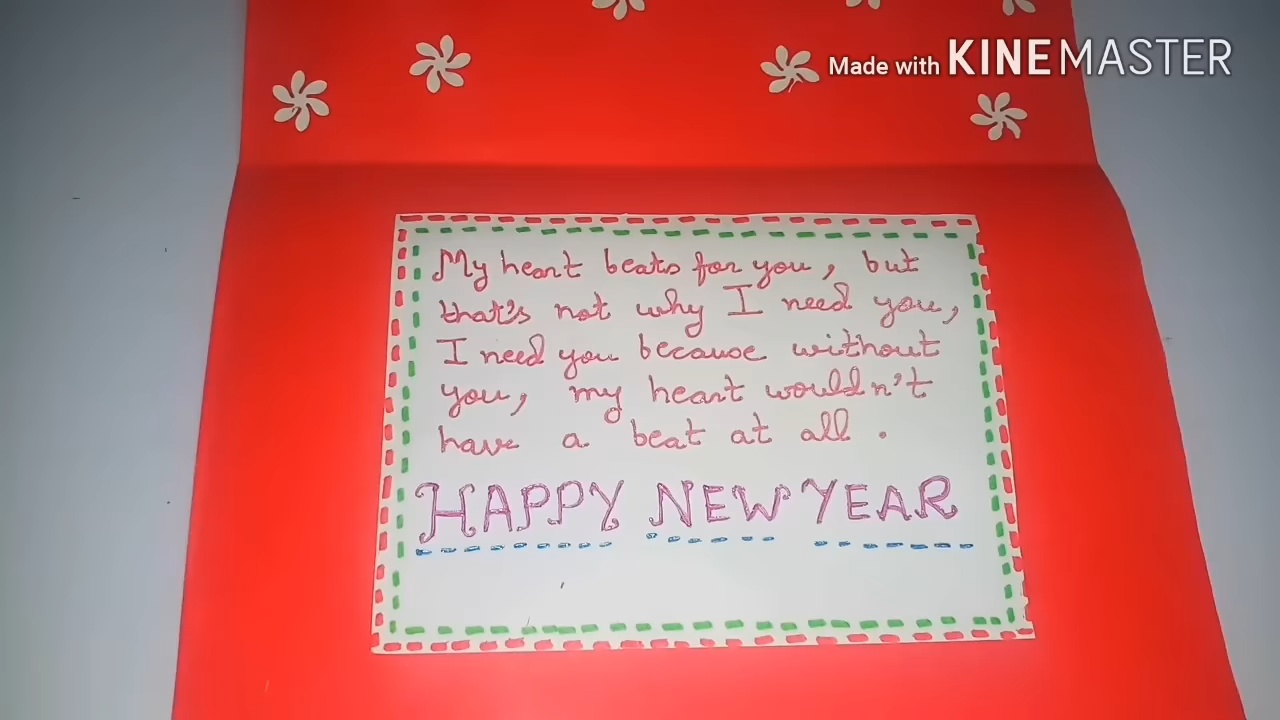 Made with KINEMASTER
My heart beats for you, but
that's not why I need you,
I need you because without
you, my heart wouldn't
have a beat at all.
HAPPY NEW YEAR